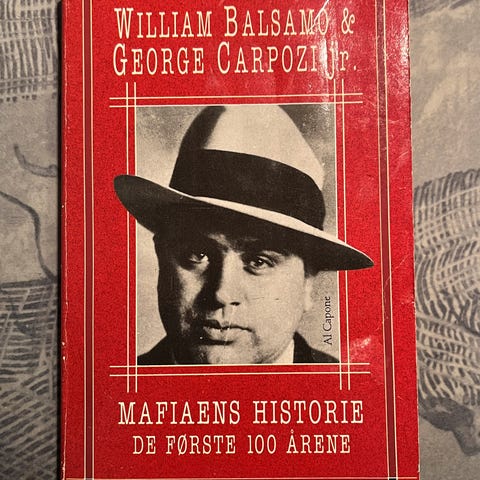 WILLIAM BALSAMO &
GEORGE CARPOZI Jr.
Al Capone
MAFIAENS HISTORIE
DE FØRSTE 100 ÅRENE